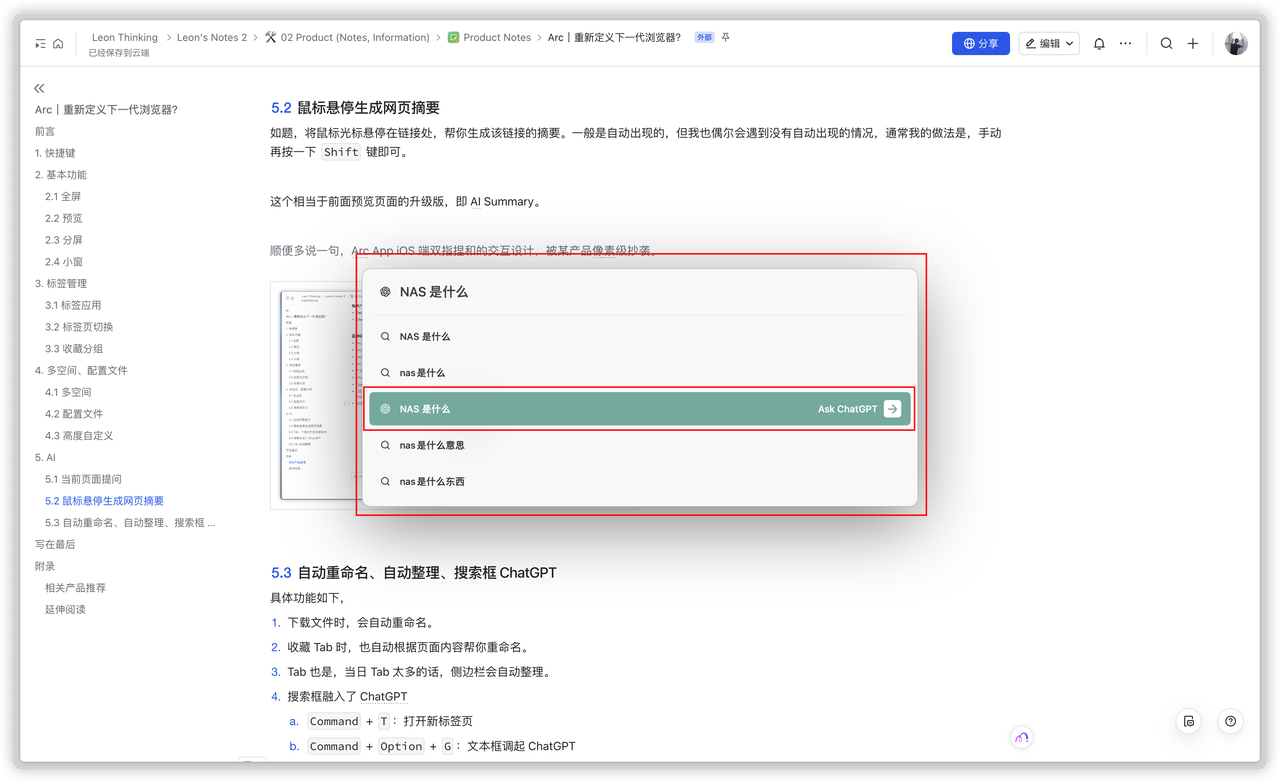 Leon Thinking > Leon's Notes 2 > 🛠 02 Product (Notes, Information) > ✅ Product Notes > Arc｜重新定义下一代浏览器? 外部
已经保存到云端
分享
编辑
Arc｜重新定义下一代浏览器?
前言
1. 快捷键
2. 基本功能
2.1 全屏
2.2 预览
2.3 分屏
2.4 小窗
3. 标签管理
3.1 标签应用
3.2 标签页切换
3.3 收藏分组
4. 多空间、配置文件
4.1 多空间
4.2 配置文件
4.3 高度自定义
5. AI
5.1 当前页面提问
5.2 鼠标悬停生成网页摘要
5.3 自动重命名、自动整理、搜索框 ...
写在最后
附录
相关产品推荐
延伸阅读
5.2 鼠标悬停生成网页摘要
如题，将鼠标光标悬停在链接处，帮你生成该链接的摘要。一般是自动出现的，但我也偶尔会遇到没有自动出现的情况，通常我的做法是，手动
再按一下 Shift 键即可。
这个相当于前面预览页面的升级版，即 AI Summary。
顺便多说一句，Arc App iOS 端双指捏和的交互设计，被某产品像素级抄袭。
NAS 是什么
NAS 是什么
nas是什么
NAS 是什么 Ask ChatGPT
nas是什么意思
nas是什么东西
5.3 自动重命名、自动整理、搜索框 ChatGPT
具体功能如下，
1. 下载文件时，会自动重命名。
2. 收藏 Tab 时，也自动根据页面内容帮你重命名。
3. Tab 也是，当日 Tab 太多的话，侧边栏会自动整理。
4. 搜索框融入了 ChatGPT
a. Command + T：打开新标签页
b. Command + Option + G：文本框调起 ChatGPT